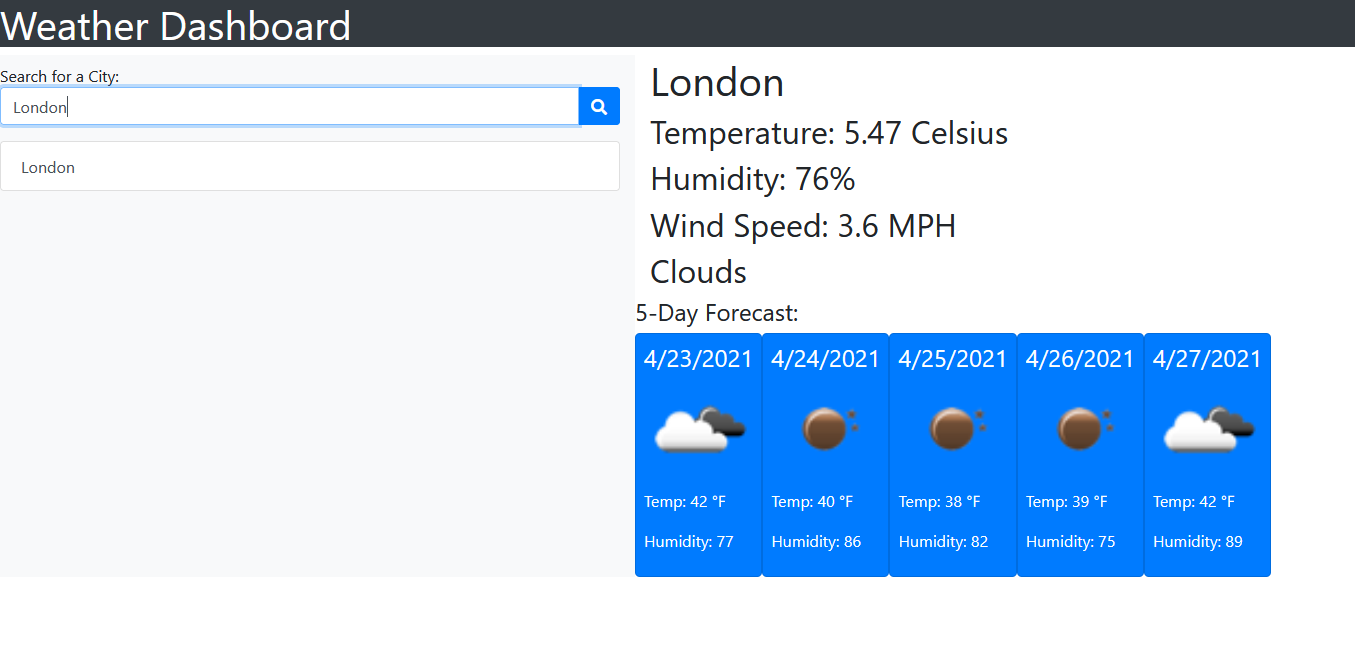 Weather Dashboard
Search for a City:
London
London
London
Temperature: 5.47 Celsius
Humidity: 76%
Wind Speed: 3.6 MPH
Clouds
5-Day Forecast:
4/23/2021 4/24/2021 4/25/2021 4/26/2021 4/27/2021
Temp: 42 °F Temp: 40 °F Temp: 38 °F Temp: 39 °F Temp: 42 °F
Humidity: 77 Humidity: 86 Humidity: 82 Humidity: 75 Humidity: 89